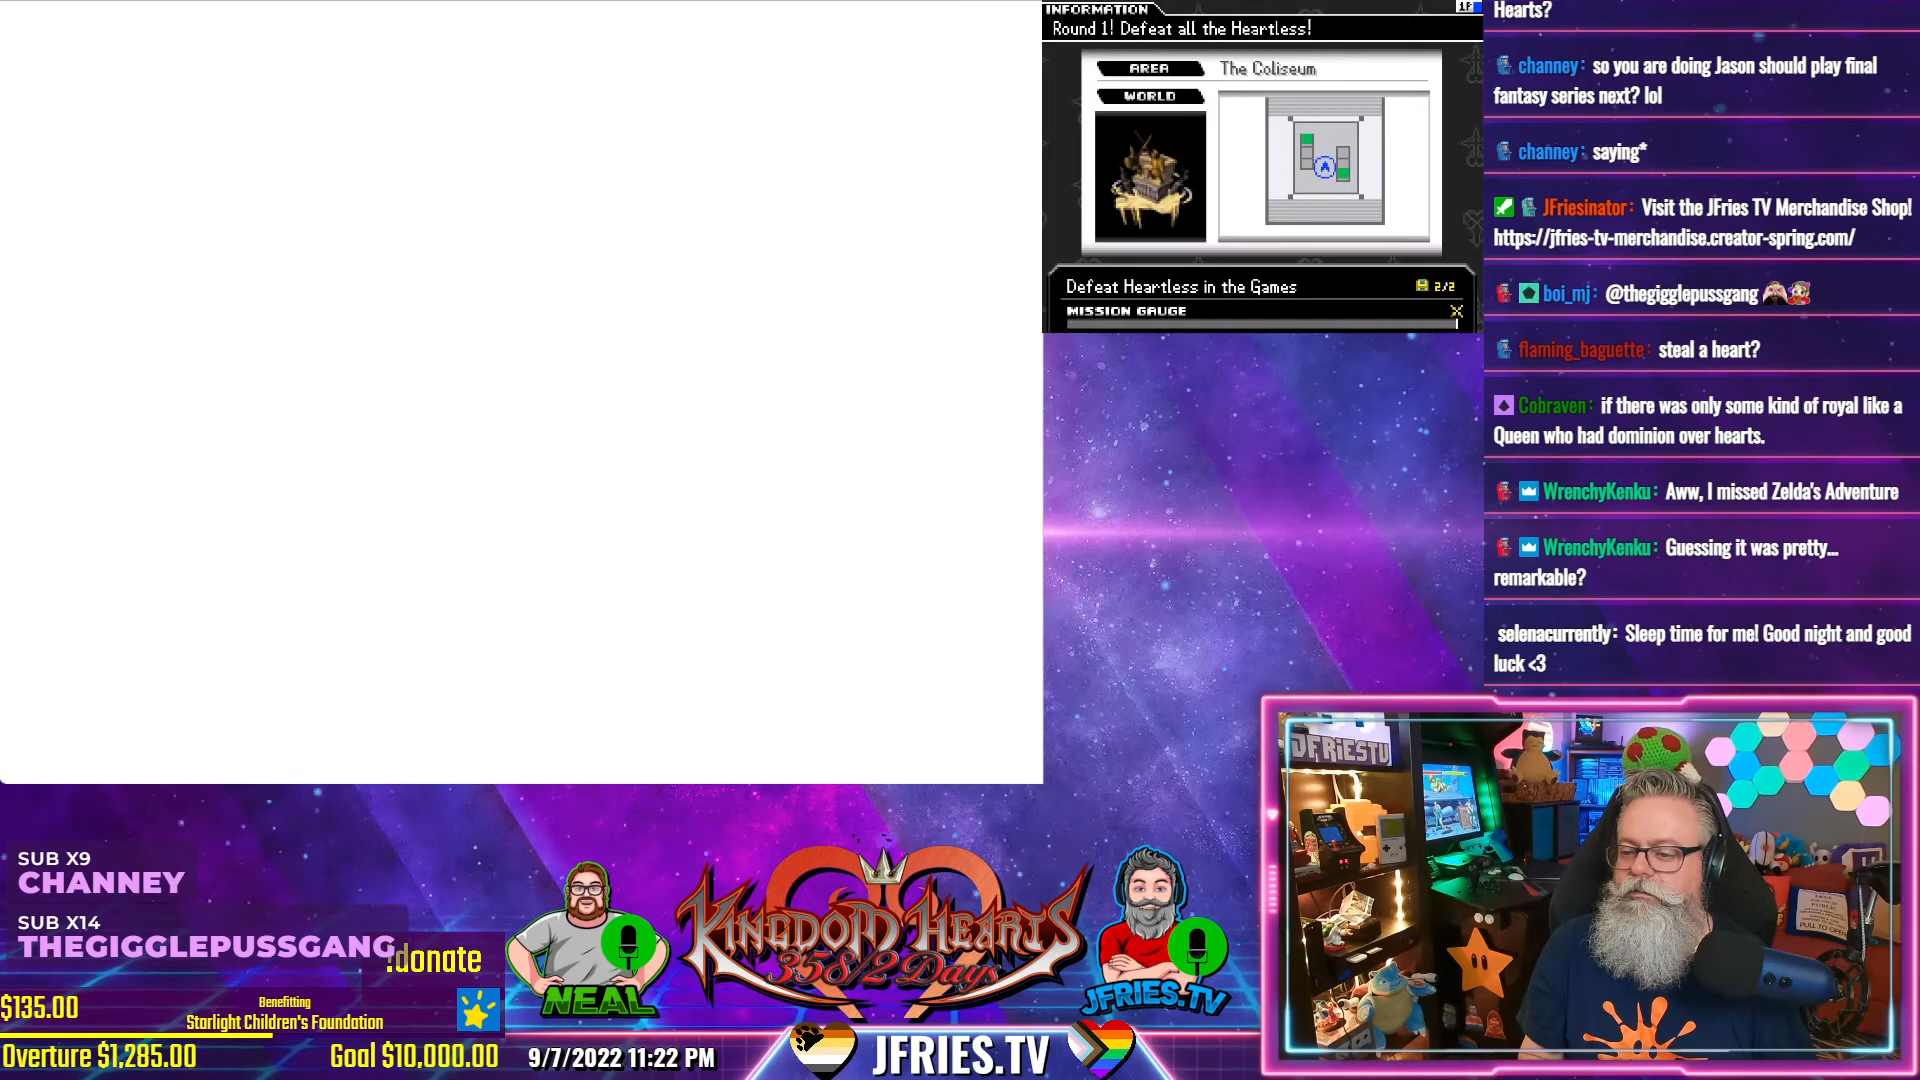 INFORMATION
1P
Round 1! Defeat all the Heartless!
AREA
The Coliseum
WORLD
Defeat Heartless in the Games
2/2
MISSION GAUGE
Hearts?
channey: so you are doing Jason should play final
fantasy series next? lol
channey: saying*
JFriesinator: Visit the JFries TV Merchandise Shop!
https://jfries-tv-merchandise.creator-spring.com/
boi_mj: @thegigglepussgang
flaming_baguette: steal a heart?
Cobraven: if there was only some kind of royal like a
Queen who had dominion over hearts.
WrenchyKenku: Aww, I missed Zelda's Adventure
WrenchyKenku: Guessing it was pretty...
remarkable?
selenacurrently: Sleep time for me! Good night and good
luck <3
JFRIESTV
SUB X9
CHANNEY
SUB X14
THEGIGGLEPUSSGANG
!donate
$135.00
Benefitting
Starlight Children's Foundation
Overture $1,285.00
Goal $10,000.00
9/7/2022 11:22 PM
NEAL
KINGDOM HEARTS
358/2 Days
JFRIES.TV
JFRIES.TV